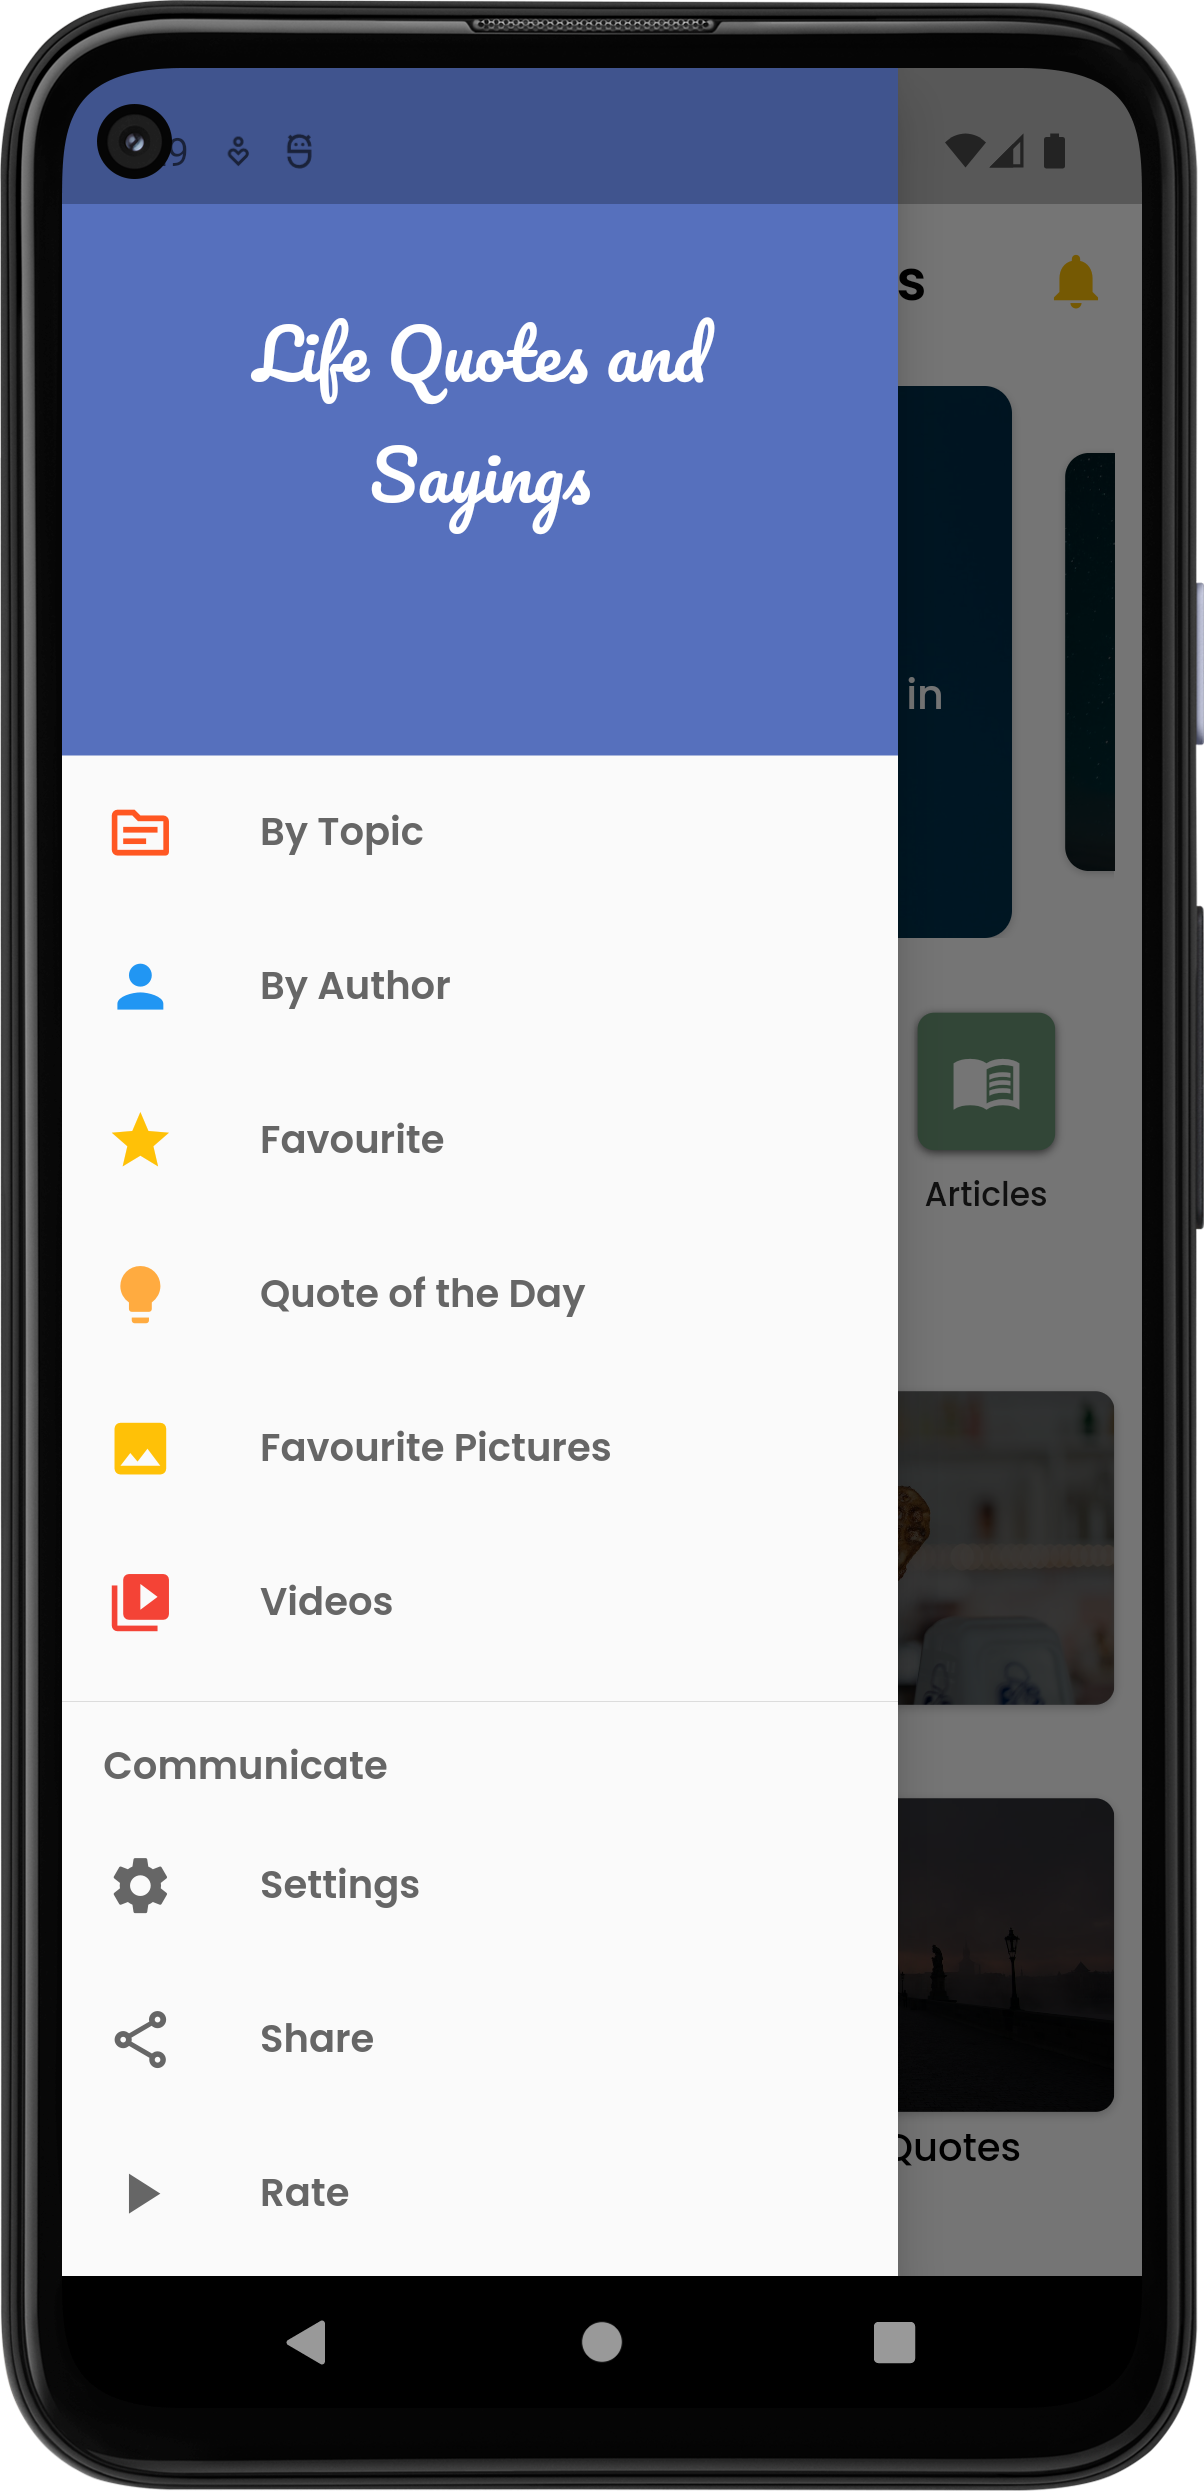 Life Quotes and
Sayings
in
By Topic
By Author
Favourite
Articles
Quote of the Day
Favourite Pictures
Videos
Communicate
Settings
Share
Quotes
Rate